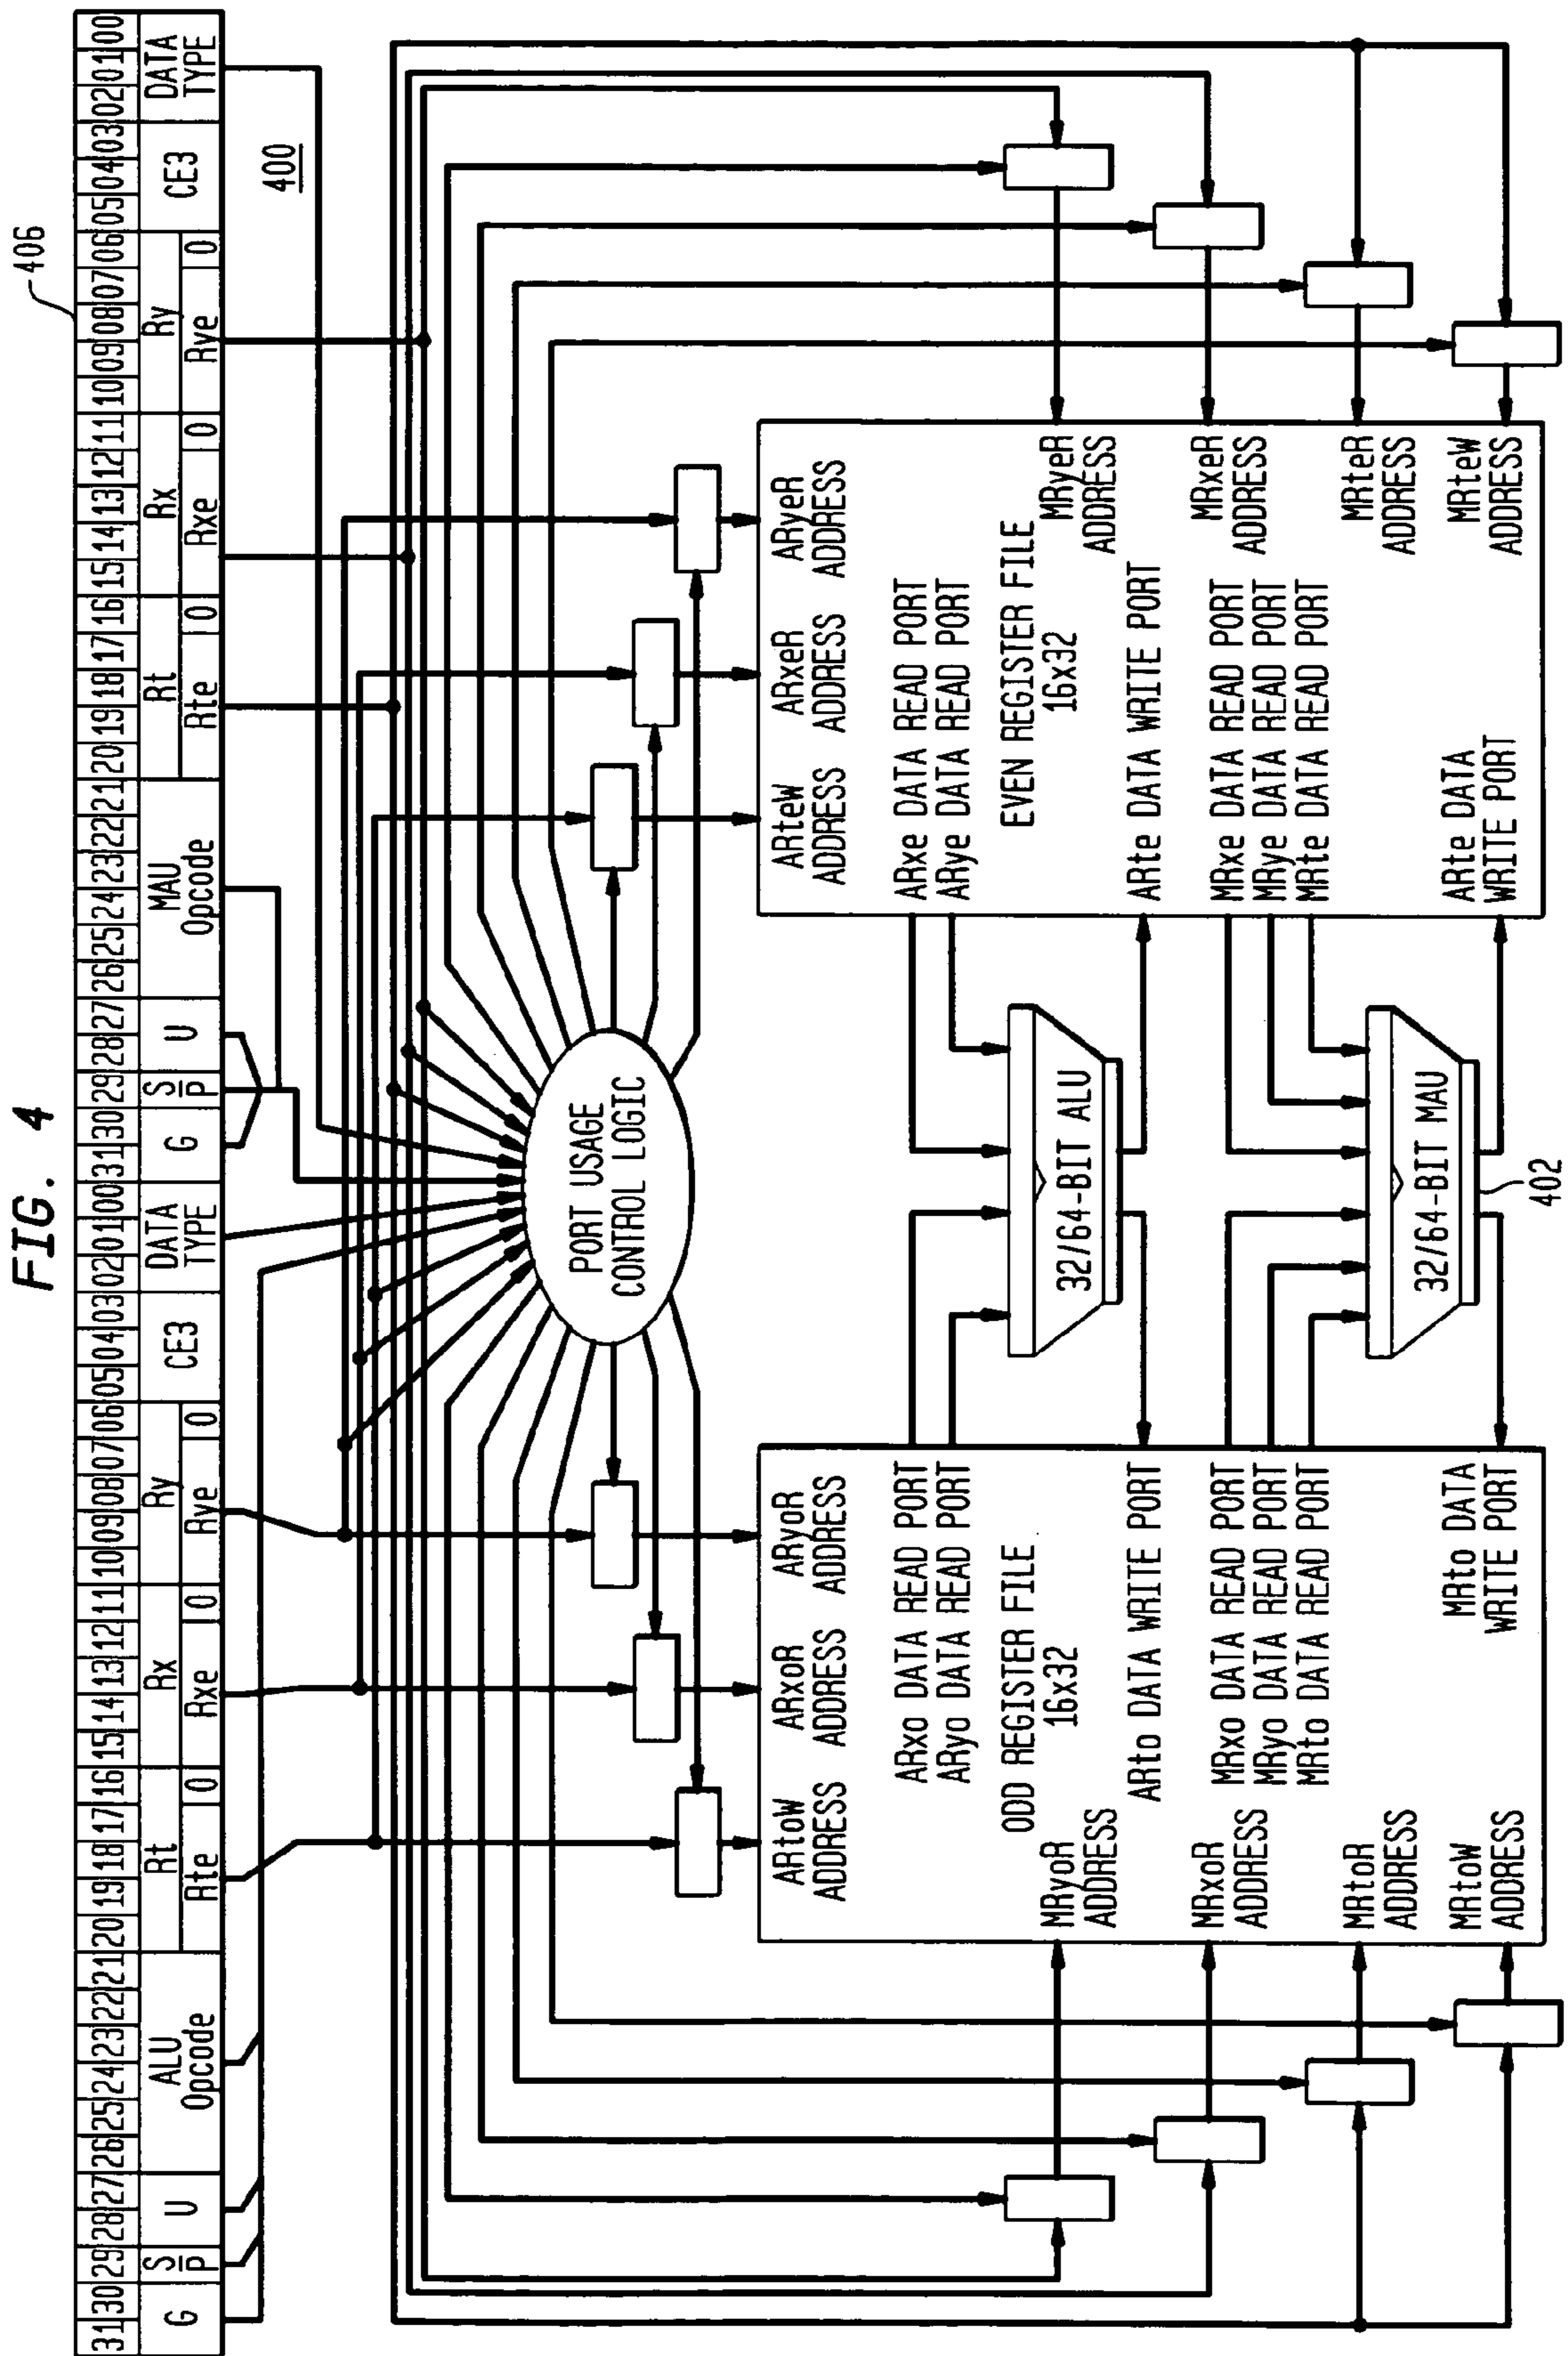 FIG. 4
406
31 30 29 28 27 26 25 24 23 22 21 20 19 18 17 16 15 14 13 12 11 10 09 08 07 06 05 04 03 02 01 00 31 30 29 28 27 26 25 24 23 22 21 20 19 18 17 16 15 14 13 12 11 10 09 08 07 06 05 04 03 02 01 00
G
S
P
U
ALU
Opcode
Rt
Rte
0
Rx
Rxe
0
Ry
Rye
0
CE3
DATA
TYPE
G
S
P
U
MAU
Opcode
Rt
Rte
0
Rx
Rxe
0
Ry
Rye
0
CE3
DATA
TYPE
400
PORT USAGE
CONTROL LOGIC
ARtoW
ADDRESS
ARxoR
ADDRESS
ARyoR
ADDRESS
ARxo DATA READ PORT
ARyo DATA READ PORT
ODD REGISTER FILE
16x32
MRyoR
ADDRESS
ARto DATA WRITE PORT
MRxoR
ADDRESS
MRxo DATA READ PORT
MRyo DATA READ PORT
MRto DATA READ PORT
MRtoR
ADDRESS
MRtoW
ADDRESS
MRto DATA
WRITE PORT
32/64-BIT ALU
32/64-BIT MAU
402
ARteW
ADDRESS
ARxeR
ADDRESS
ARyeR
ADDRESS
ARxe DATA READ PORT
ARye DATA READ PORT
EVEN REGISTER FILE
16x32
MRyeR
ADDRESS
ARte DATA WRITE PORT
MRxeR
ADDRESS
MRxe DATA READ PORT
MRye DATA READ PORT
MRte DATA READ PORT
MRteR
ADDRESS
ARte DATA
WRITE PORT
MRteW
ADDRESS